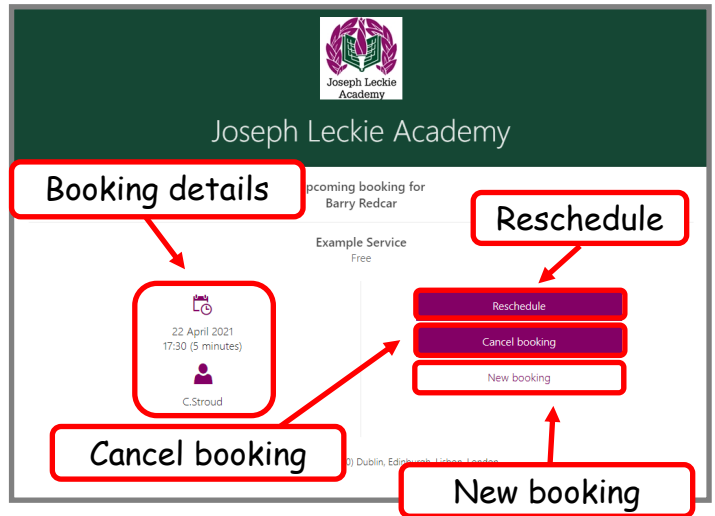 Joseph Leckie
Academy
Joseph Leckie Academy
Booking details
pcoming booking for
Barry Redcar
Reschedule
Example Service
Free
22 April 2021
17:30 (5 minutes)
C.Stroud
Reschedule
Cancel booking
New booking
Cancel booking
0) Dublin, Edinburgh, Lisbon, London
New booking